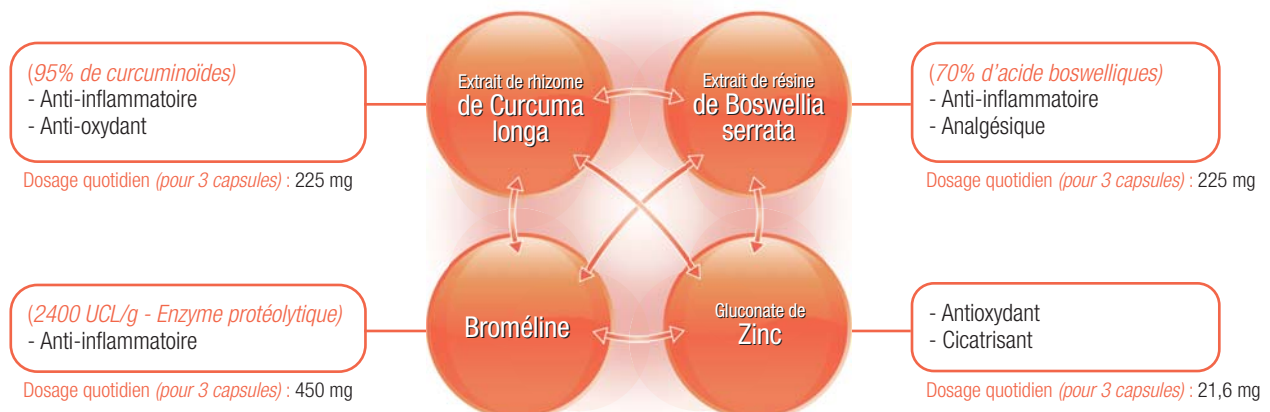 (95% de curcuminoïdes)
- Anti-inflammatoire
- Anti-oxydant
Dosage quotidien (pour 3 capsules) : 225 mg
Extrait de rhizome
de Curcuma
longa
Extrait de résine
de Boswellia
serrata
(70% d'acide boswelliques)
- Anti-inflammatoire
- Analgésique
Dosage quotidien (pour 3 capsules) : 225 mg
(2400 UCL/g - Enzyme protéolytique)
- Anti-inflammatoire
Dosage quotidien (pour 3 capsules) : 450 mg
Broméline
Gluconate de
Zinc
- Antioxydant
- Cicatrisant
Dosage quotidien (pour 3 capsules) : 21,6 mg